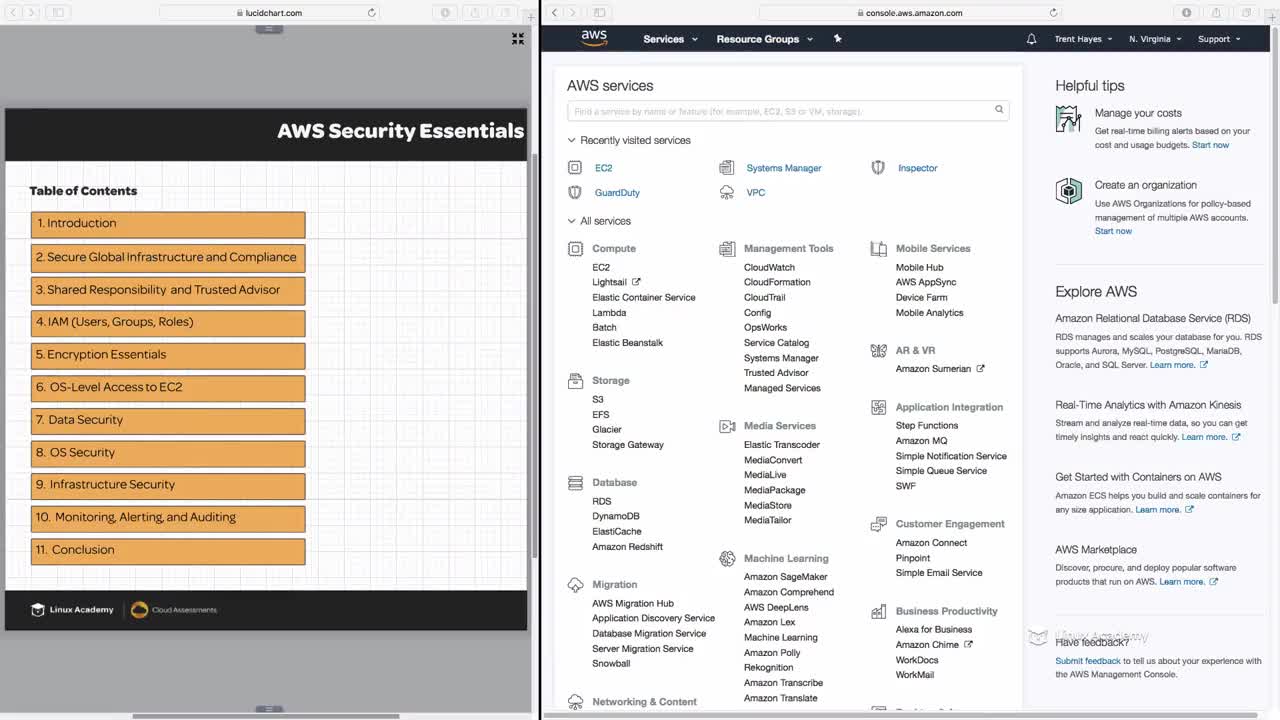 lucidchart.com
AWS Security Essentials
Table of Contents
1. Introduction
2. Secure Global Infrastructure and Compliance
3. Shared Responsibility and Trusted Advisor
4. IAM (Users, Groups, Roles)
5. Encryption Essentials
6. OS-Level Access to EC2
7. Data Security
8. OS Security
9. Infrastructure Security
10. Monitoring, Alerting, and Auditing
11. Conclusion
Linux Academy
Cloud Assessments
console.aws.amazon.com
aws
Services
Resource Groups
Trent Hayes
N. Virginia
Support
AWS services
Find a service by name or feature (for example, EC2, S3 or VM, storage).
Recently visited services
EC2
Systems Manager
Inspector
GuardDuty
VPC
All services
Compute
EC2
Lightsail
Elastic Container Service
Lambda
Batch
Elastic Beanstalk
Storage
S3
EFS
Glacier
Storage Gateway
Database
RDS
DynamoDB
ElastiCache
Amazon Redshift
Migration
AWS Migration Hub
Application Discovery Service
Database Migration Service
Server Migration Service
Snowball
Networking & Content
Management Tools
CloudWatch
CloudFormation
CloudTrail
Config
OpsWorks
Service Catalog
Systems Manager
Trusted Advisor
Managed Services
Media Services
Elastic Transcoder
MediaConvert
MediaLive
MediaPackage
MediaStore
MediaTailor
Machine Learning
Amazon SageMaker
Amazon Comprehend
AWS DeepLens
Amazon Lex
Machine Learning
Amazon Polly
Rekognition
Amazon Transcribe
Amazon Translate
Mobile Services
Mobile Hub
AWS AppSync
Device Farm
Mobile Analytics
AR & VR
Amazon Sumerian
Application Integration
Step Functions
Amazon MQ
Simple Notification Service
Simple Queue Service
SWF
Customer Engagement
Amazon Connect
Pinpoint
Simple Email Service
Business Productivity
Alexa for Business
Amazon Chime
WorkDocs
WorkMail
Helpful tips
Manage your costs
Get real-time billing alerts based on your
cost and usage budgets. Start now
Create an organization
Use AWS Organizations for policy-based
management of multiple AWS accounts.
Start now
Explore AWS
Amazon Relational Database Service (RDS)
RDS manages and scales your database for you. RDS
supports Aurora, MySQL, PostgreSQL, MariaDB,
Oracle, and SQL Server. Learn more.
Real-Time Analytics with Amazon Kinesis
Stream and analyze real-time data, so you can get
timely insights and react quickly. Learn more.
Get Started with Containers on AWS
Amazon ECS helps you build and scale containers for
any size application. Learn more.
AWS Marketplace
Discover, procure, and deploy popular software
products that run on AWS. Learn more.
Linux Academy
Have feedback?
Submit feedback to tell us about your experience with
the AWS Management Console.